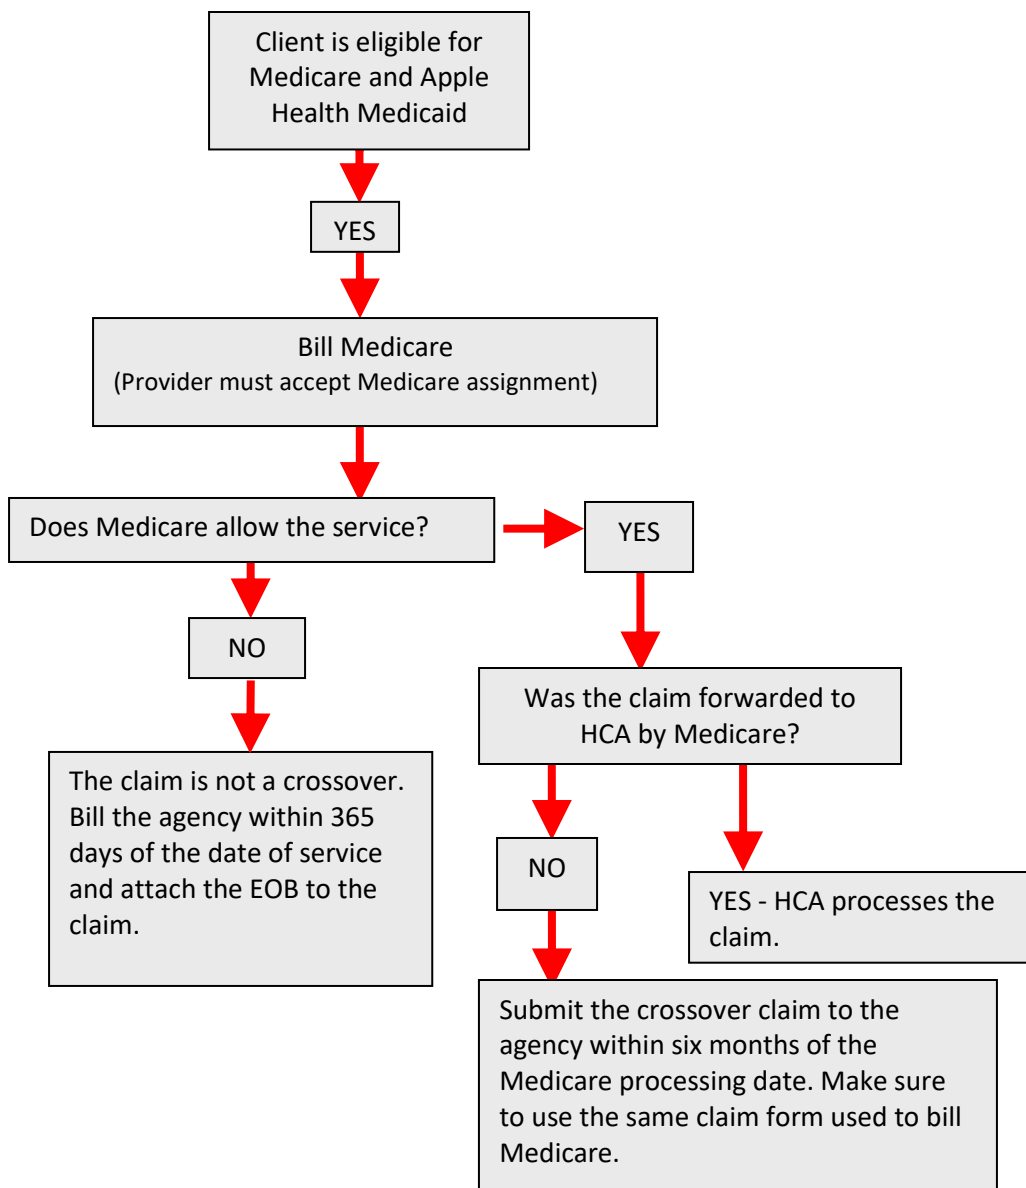 Client is eligible for
Medicare and Apple
Health Medicaid
YES
Bill Medicare
(Provider must accept Medicare assignment)
Does Medicare allow the service?
YES
NO
Was the claim forwarded to
HCA by Medicare?
The claim is not a crossover.
Bill the agency within 365
days of the date of service
and attach the EOB to the
claim.
NO
YES - HCA processes the
claim.
Submit the crossover claim to the
agency within six months of the
Medicare processing date. Make sure
to use the same claim form used to bill
Medicare.